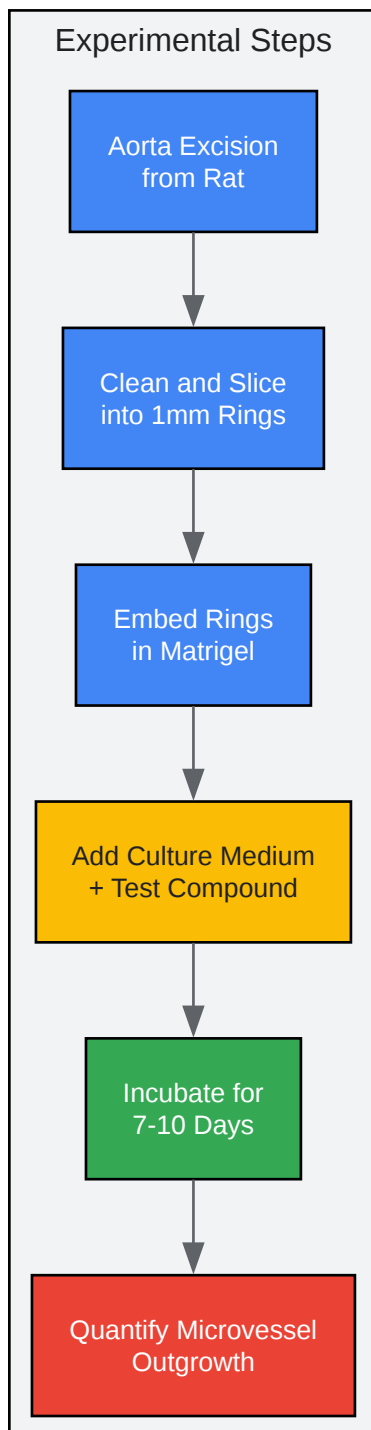 Experimental Steps
Aorta Excision
from Rat
Clean and Slice
into 1mm Rings
Embed Rings
in Matrigel
Add Culture Medium
+ Test Compound
Incubate for
7-10 Days
Quantify Microvessel
Outgrowth